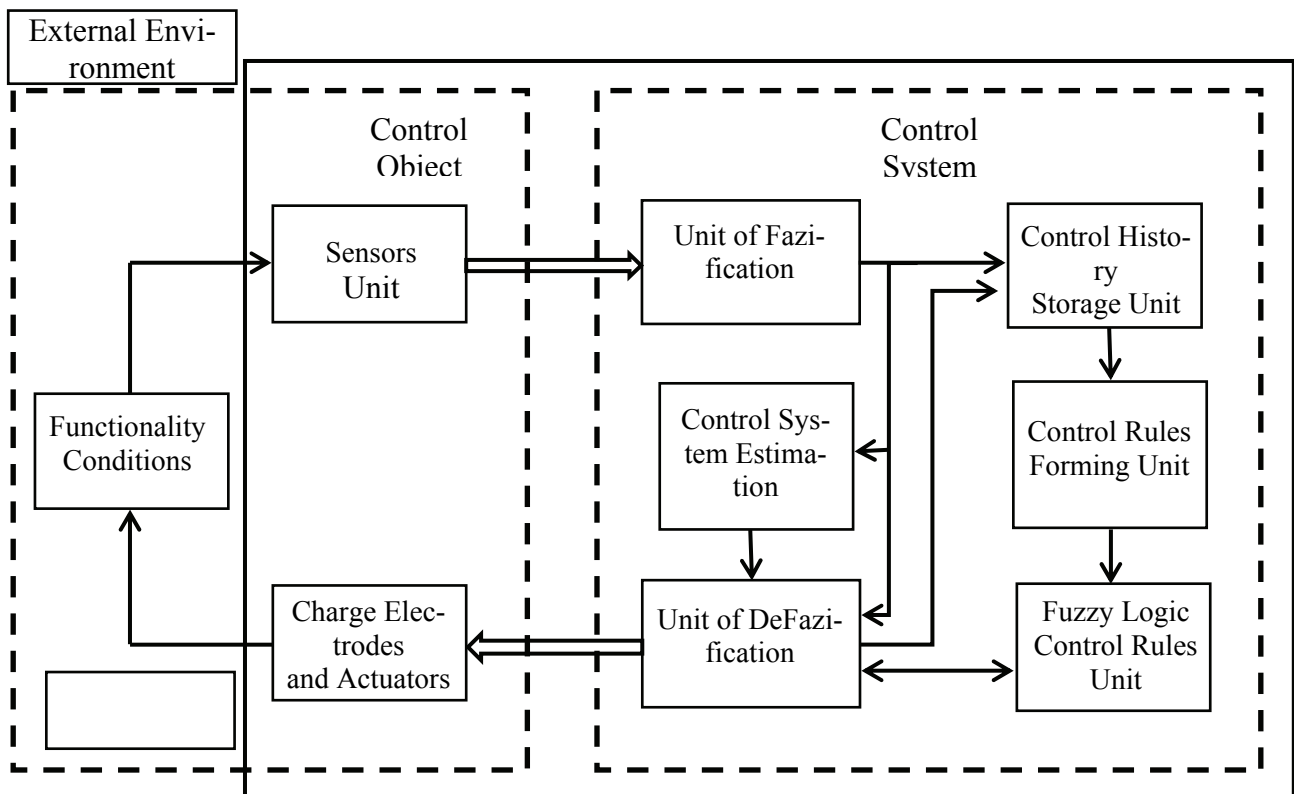 External Envi-
ronment
Control
Object
Control
System
Sensors
Unit
Unit of Fazi-
fification
Control Histo-
ry
Storage Unit
Functionality
Conditions
Control Sys-
tem Estima-
tion
Control Rules
Forming Unit
Charge Elec-
trodes
and Actuators
Unit of DeFazi-
fification
Fuzzy Logic
Control Rules
Unit